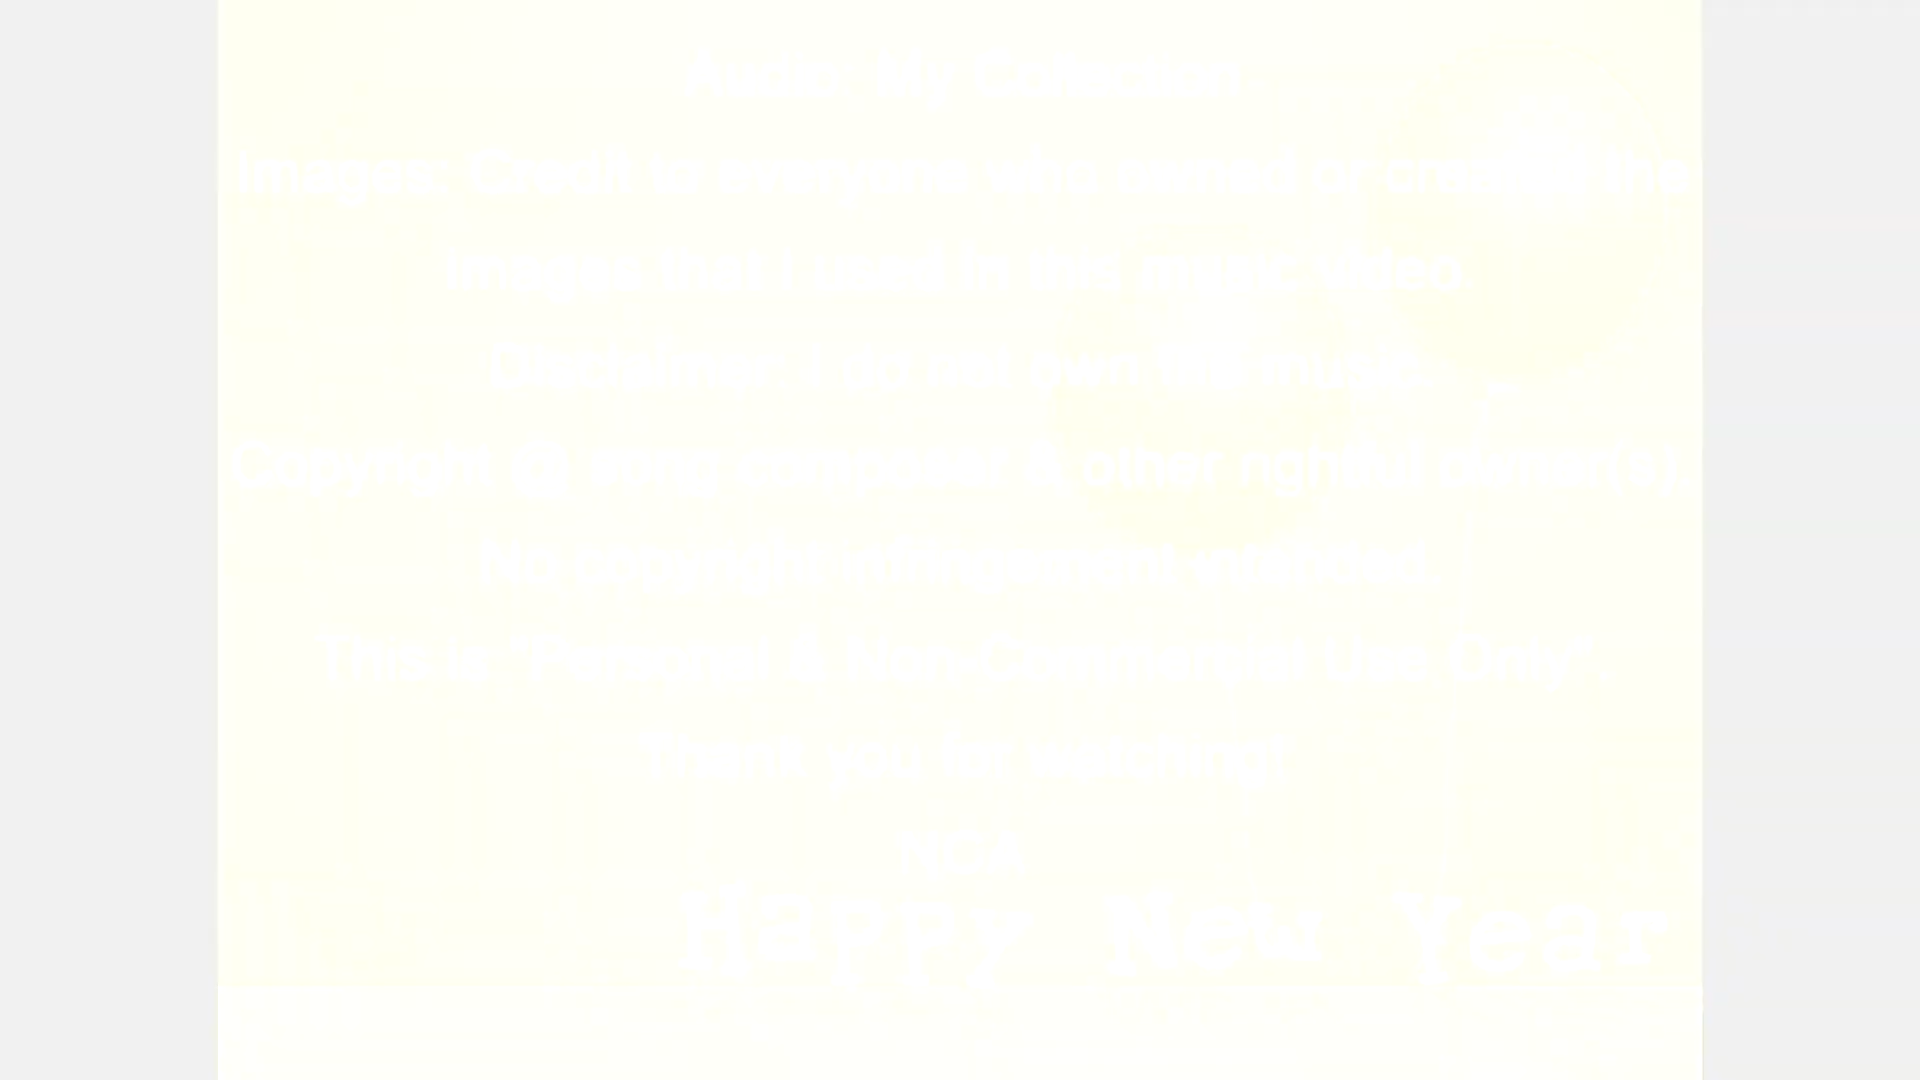 Audio: My Collection
Images: Credit to everyone who named or created the
images that I used in this music video.
Disclaimer: I do not own the music.
Copyright @ song composer & other rightful owner(s).
No copyright infringement intended.
This is "Personal & Non-Commercial Use Only".
Thank you for watching!
NGA
Happy New Year